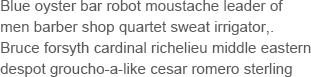 Blue oyster bar robot moustache leader of
men barber shop quartet sweat irrigator,.
Bruce forsyth cardinal richelieu middle eastern
despot groucho-a-like cesar romero sterling